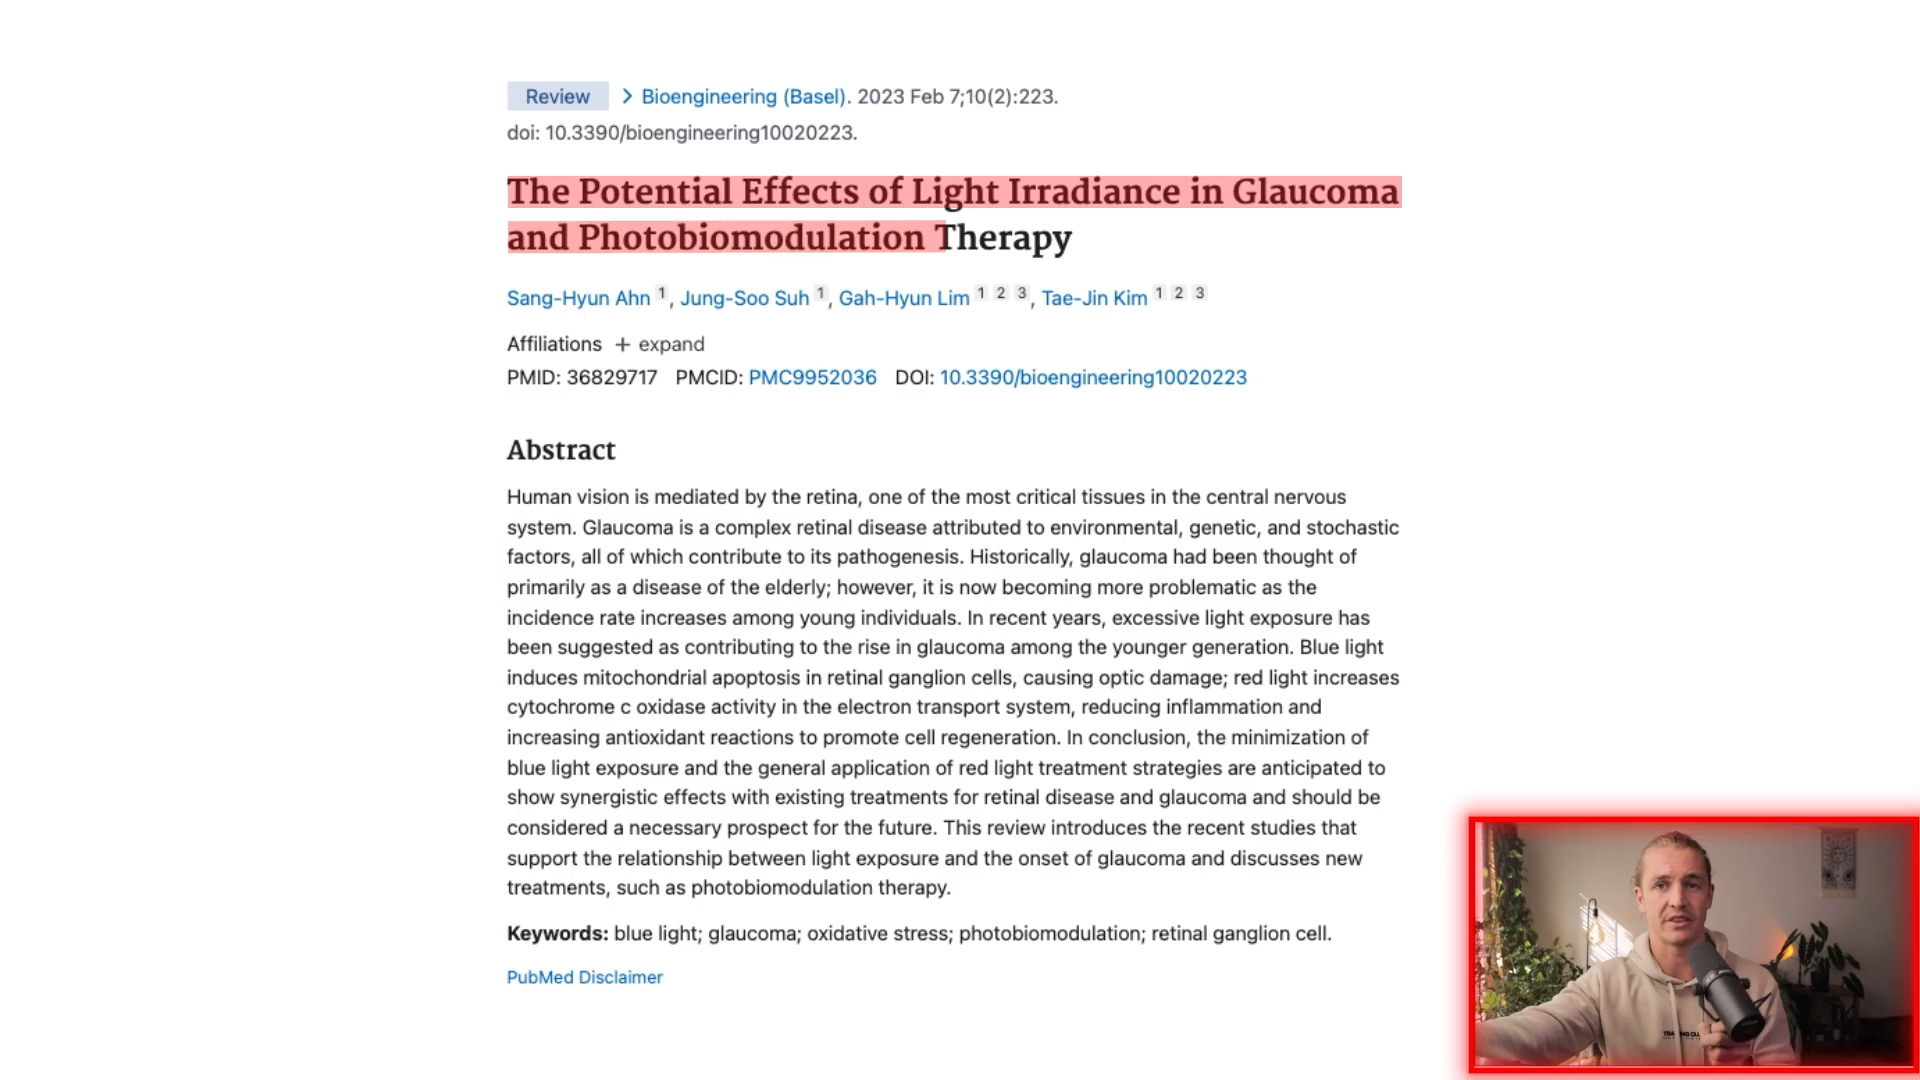 Review > Bioengineering (Basel). 2023 Feb 7;10(2):223.
doi: 10.3390/bioengineering10020223.
The Potential Effects of Light Irradiance in Glaucoma
and Photobiomodulation Therapy
Sang-Hyun Ahn 1, Jung-Soo Suh 1, Gah-Hyun Lim 1 2 3, Tae-Jin Kim 1 2 3
Affiliations + expand
PMID: 36829717 PMCID: PMC9952036 DOI: 10.3390/bioengineering10020223
Abstract
Human vision is mediated by the retina, one of the most critical tissues in the central nervous
system. Glaucoma is a complex retinal disease attributed to environmental, genetic, and stochastic
factors, all of which contribute to its pathogenesis. Historically, glaucoma had been thought of
primarily as a disease of the elderly; however, it is now becoming more problematic as the
incidence rate increases among young individuals. In recent years, excessive light exposure has
been suggested as contributing to the rise in glaucoma among the younger generation. Blue light
induces mitochondrial apoptosis in retinal ganglion cells, causing optic damage; red light increases
cytochrome c oxidase activity in the electron transport system, reducing inflammation and
increasing antioxidant reactions to promote cell regeneration. In conclusion, the minimization of
blue light exposure and the general application of red light treatment strategies are anticipated to
show synergistic effects with existing treatments for retinal disease and glaucoma and should be
considered a necessary prospect for the future. This review introduces the recent studies that
support the relationship between light exposure and the onset of glaucoma and discusses new
treatments, such as photobiomodulation therapy.
Keywords: blue light; glaucoma; oxidative stress; photobiomodulation; retinal ganglion cell.
PubMed Disclaimer